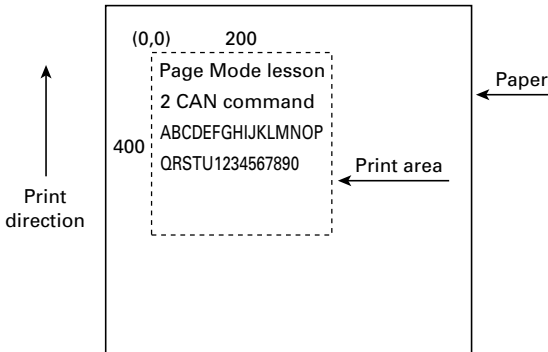 (0,0) 200
Page Mode lesson
Paper
2 CAN command
ABCDEFGHIJKLMNOP
400
QRSTU1234567890
Print area
Print
direction